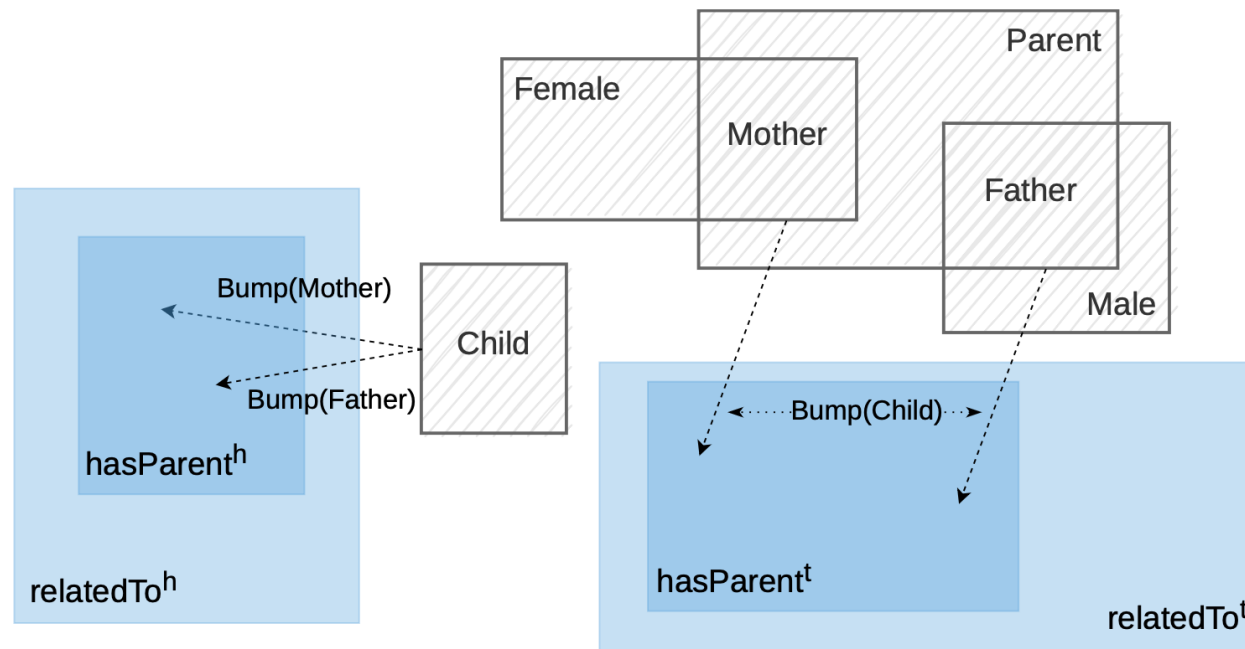 Parent
Female
Mother
Father
Bump(Mother)
Male
Child
Bump(Father)
Bump(Child)
hasParent^h
hasParent^t
relatedTo^h
relatedTo^t